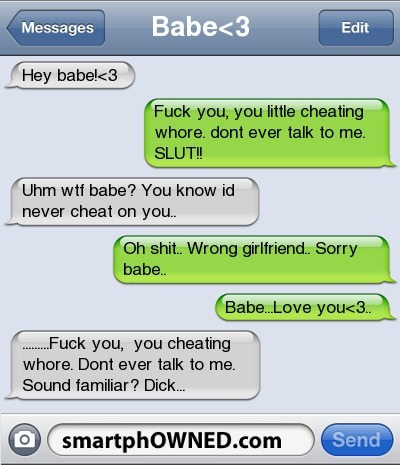 Messages
Babe<3
Edit
Hey babe!<3
Fuck you, you little cheating
whore. dont ever talk to me.
SLUT!!
Uhm wtf babe? You know id
never cheat on you..
Oh shit.. Wrong girlfriend.. Sorry
babe..
Babe...Love you<3..
.........Fuck you,  you cheating
whore. Dont ever talk to me.
Sound familiar? Dick...
smartphOWNED.com
Send